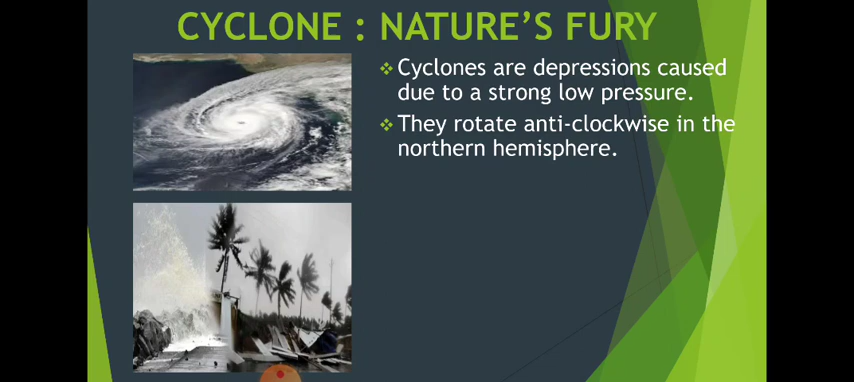 CYCLONE : NATURE'S FURY
Cyclones are depressions caused
due to a strong low pressure.
They rotate anti-clockwise in the
northern hemisphere.